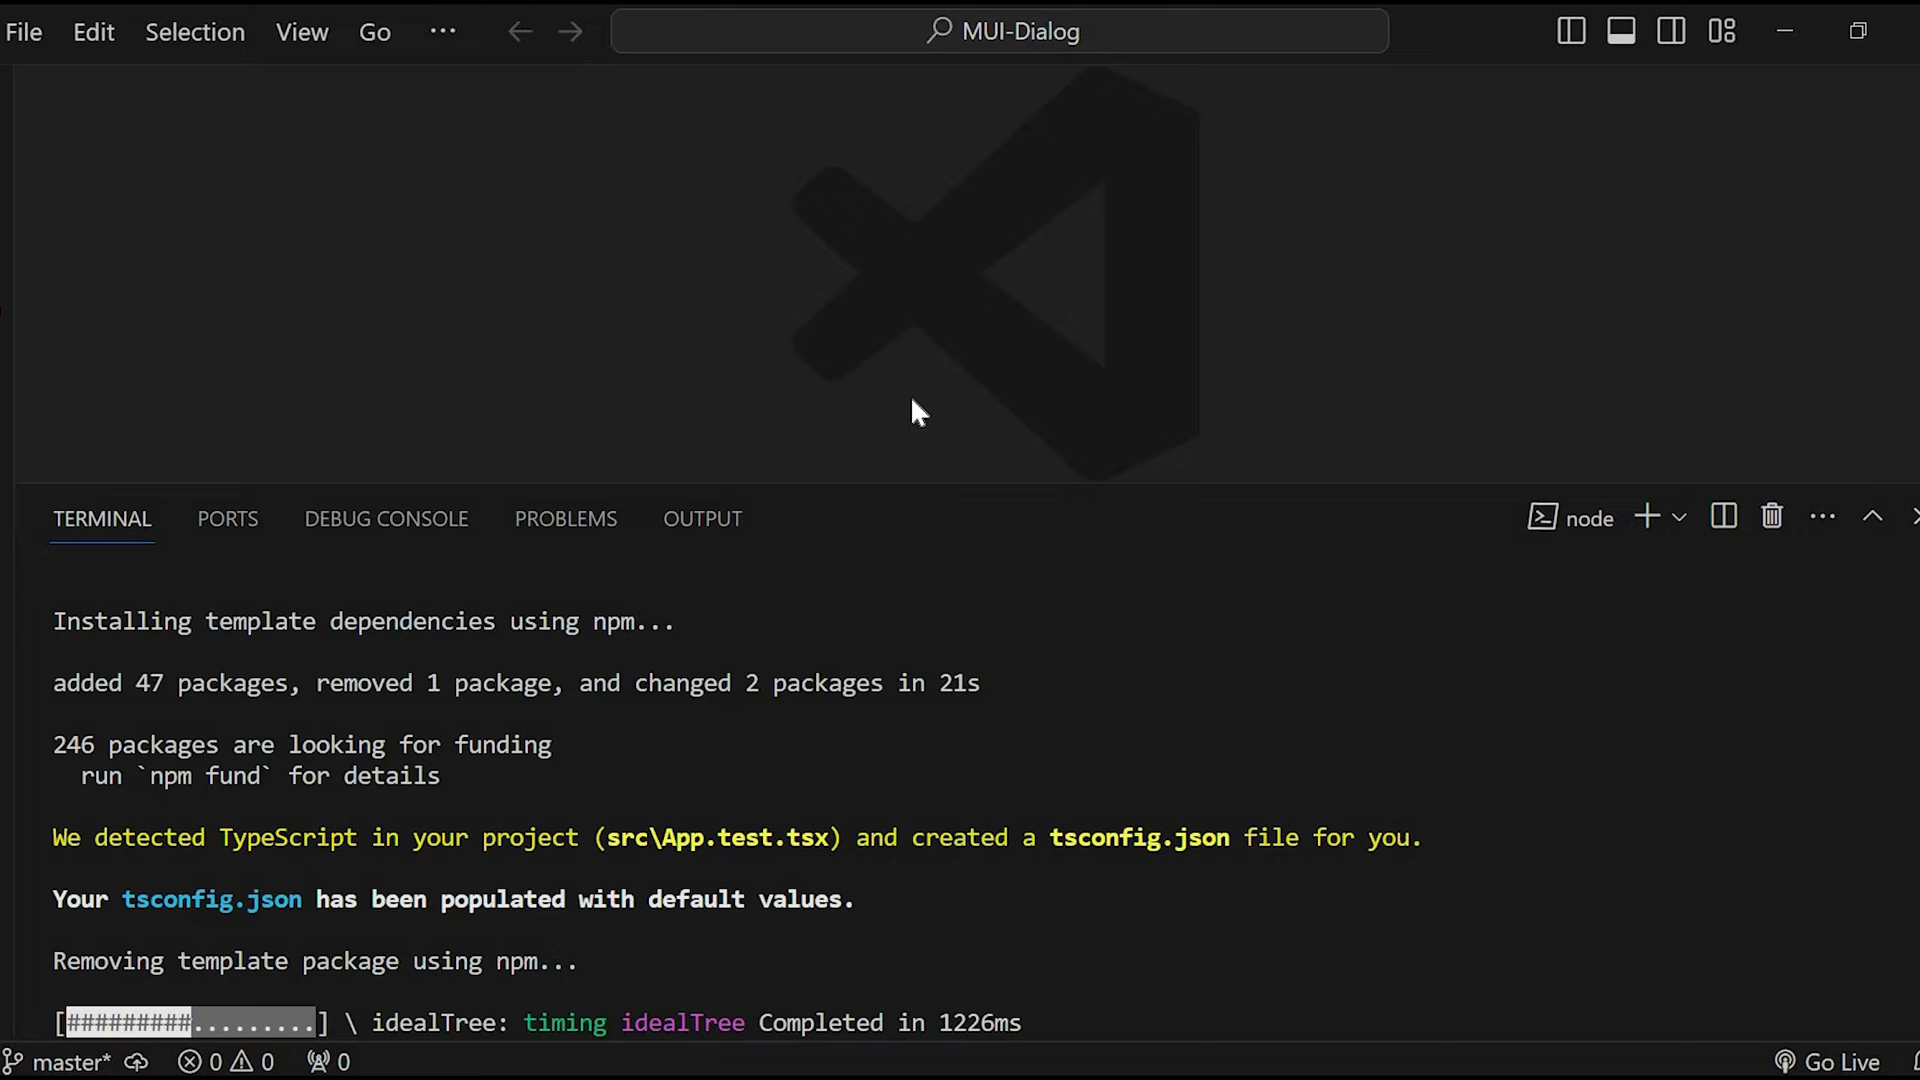 File Edit Selection View Go ··· MUI-Dialog
TERMINAL PORTS DEBUG CONSOLE PROBLEMS OUTPUT node
Installing template dependencies using npm...
added 47 packages, removed 1 package, and changed 2 packages in 21s
246 packages are looking for funding
run `npm fund` for details
We detected TypeScript in your project (src\App.test.tsx) and created a tsconfig.json file for you.
Your tsconfig.json has been populated with default values.
Removing template package using npm...
[#########.........] \ idealTree: timing idealTree Completed in 1226ms
master* 0 0 0 Go Live